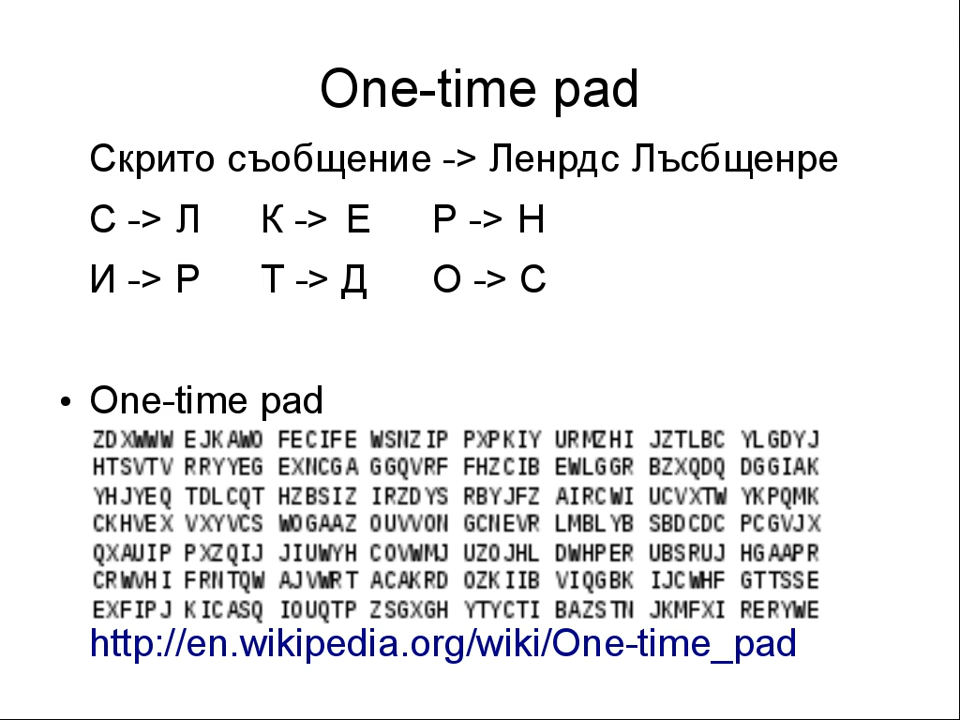 One-time pad
Скрито съобщение -> Ленрдс Лъсбщенре
С -> Л К -> Е Р -> Н
И -> Р Т -> Д О -> С
• One-time pad
ZDXWWW EJKAWO FECIFE WSNZIP PXPKIY URMZHI JZTLBC YLGDYJ
HTSVTV RRYYEG EXNCGA GGQVRF FHZCIB EWLGGR BZXQDQ DGGIAK
YHJYEQ TDLCQT HZBSIZ IRZDYS RBYJFZ AIRCWI UCVXTW YKPQMK
CKHVEX VXYVCS WOGAAZ OUVVON GCNEVR LMBLYB SBDCDC PCGVJX
QXAUIP PXZQIJ JIUWYH COVWMJ UZOJHL DWHPER UBSRUJ HGAAPR
CRWVHI FRNTQW AJVWRT ACAKRD OZKIIB VIQGBK IJCWHF GTTSSE
EXFIPJ KICASQ IOUQTP ZSGXGH YTYCTI BAZSTN JKMFXI RERYWE
http://en.wikipedia.org/wiki/One-time_pad